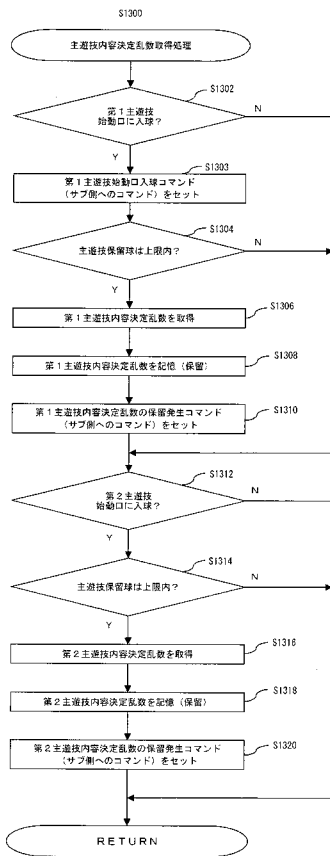 S1300
主遊技内容決定乱数取得処理
S1302
第１主遊技
始動口に入球？
N
Y
S1303
第１主遊技始動口入球コマンド
（サブ側へのコマンド）をセット
S1304
主遊技保留球は上限内？
N
Y
S1306
第１主遊技内容決定乱数を取得
S1308
第１主遊技内容決定乱数を記憶（保留）
S1310
第１主遊技内容決定乱数の保留発生コマンド
（サブ側へのコマンド）をセット
S1312
第２主遊技
始動口に入球？
N
Y
S1314
主遊技保留球は上限内？
N
Y
S1316
第２主遊技内容決定乱数を取得
S1318
第２主遊技内容決定乱数を記憶（保留）
S1320
第２主遊技内容決定乱数の保留発生コマンド
（サブ側へのコマンド）をセット
RETURN